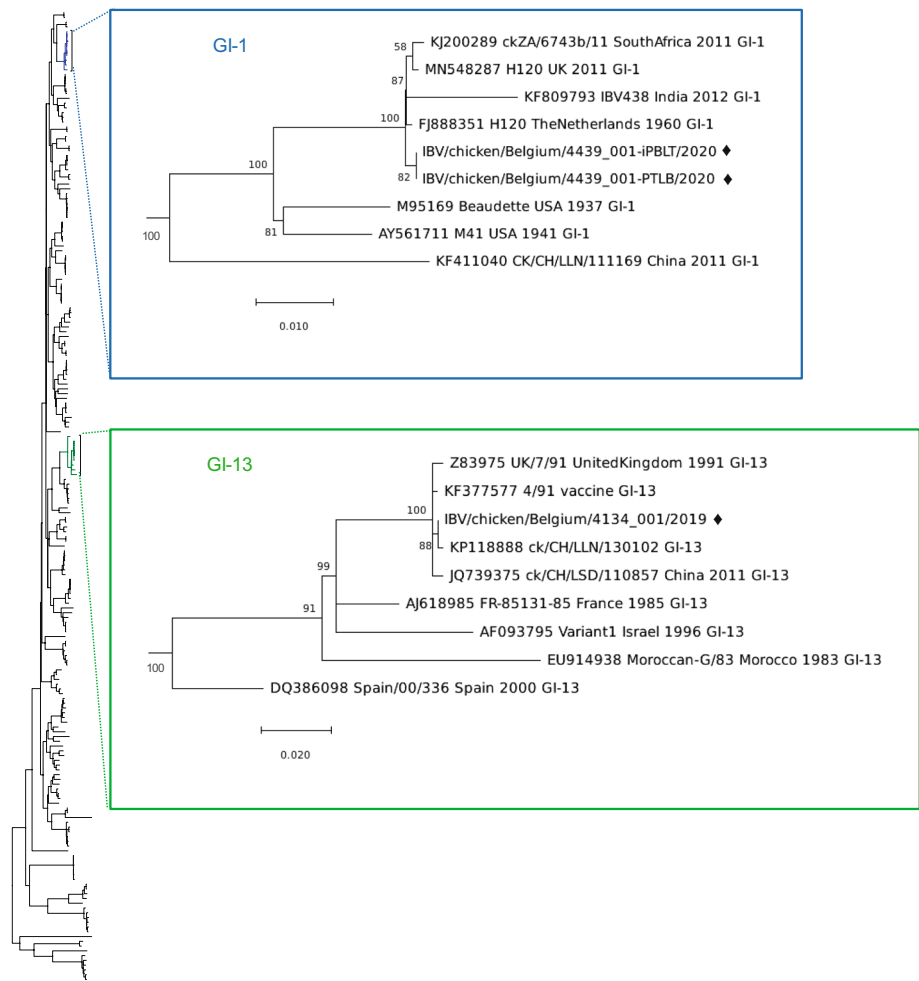 GI-1
58
KJ200289 ckZA/6743b/11 SouthAfrica 2011 GI-1
MN548287 H120 UK 2011 GI-1
87
KF809793 IBV438 India 2012 GI-1
100
FJ888351 H120 TheNetherlands 1960 GI-1
IBV/chicken/Belgium/4439_001-iPBLT/2020 ♦
100
82
IBV/chicken/Belgium/4439_001-PTLB/2020 ♦
M95169 Beaudette USA 1937 GI-1
81
AY561711 M41 USA 1941 GI-1
100
KF411040 CK/CH/LLN/111169 China 2011 GI-1
0.010
GI-13
Z83975 UK/7/91 UnitedKingdom 1991 GI-13
KF377577 4/91 vaccine GI-13
100
IBV/chicken/Belgium/4134_001/2019 ♦
88
KP118888 ck/CH/LLN/130102 GI-13
99
JQ739375 ck/CH/LSD/110857 China 2011 GI-13
91
AJ618985 FR-85131-85 France 1985 GI-13
AF093795 Variant1 Israel 1996 GI-13
EU914938 Moroccan-G/83 Morocco 1983 GI-13
100
DQ386098 Spain/00/336 Spain 2000 GI-13
0.020